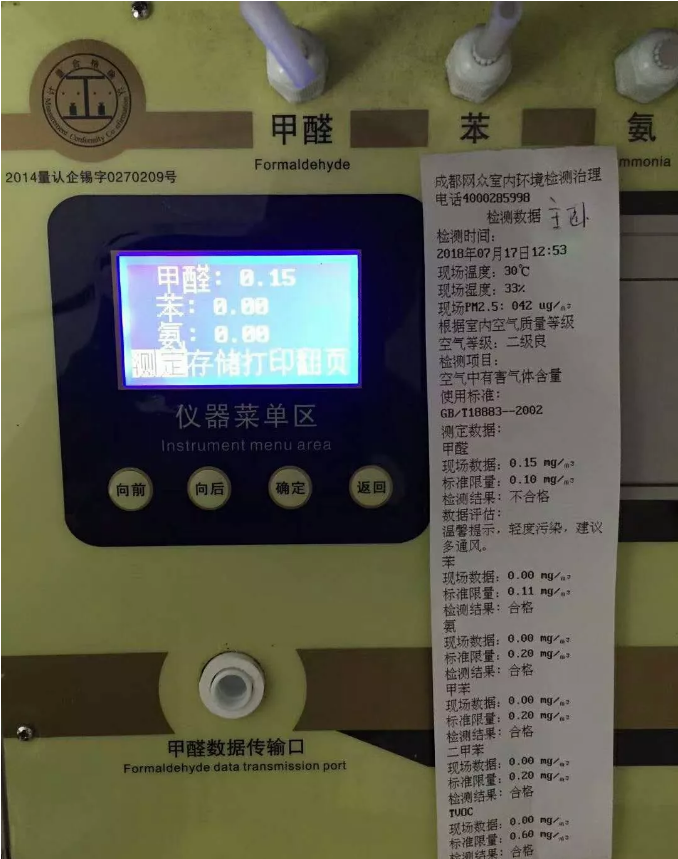 计量合格确认
Measurement Conformity Co-ofirmation
2014量认企锡字0270209号
甲醛
Formaldehyde
苯
氨
mmonia
甲醛: 0.15
苯: 0.00
氨: 0.00
测定存储打印翻页
仪器菜单区
Instrument menu area
向前
向后
确定
返回
甲醛数据传输口
Formaldehyde data transmission port
成都网众室内环境检测治理
电话4000285998
检测数据 主卧
检测时间:
2018年07月17日12:53
现场温度: 30℃
现场湿度: 33%
现场PM2.5: 042 ug/m³
根据室内空气质量等级
空气等级: 二级良
检测项目:
空气中有害气体含量
使用标准:
GB/T18883--2002
测定数据:
甲醛
现场数据: 0.15 mg/m³
标准限量: 0.10 mg/m³
检测结果: 不合格
数据评估:
温馨提示, 轻度污染, 建议
多通风。
苯
现场数据: 0.00 mg/m³
标准限量: 0.11 mg/m³
检测结果: 合格
氨
现场数据: 0.00 mg/m³
标准限量: 0.20 mg/m³
检测结果: 合格
甲苯
现场数据: 0.00 mg/m³
标准限量: 0.20 mg/m³
检测结果: 合格
二甲苯
现场数据: 0.00 mg/m³
标准限量: 0.20 mg/m³
检测结果: 合格
TVOC
现场数据: 0.00 mg/m³
标准限量: 0.60 mg/m³
检测结果: 合格